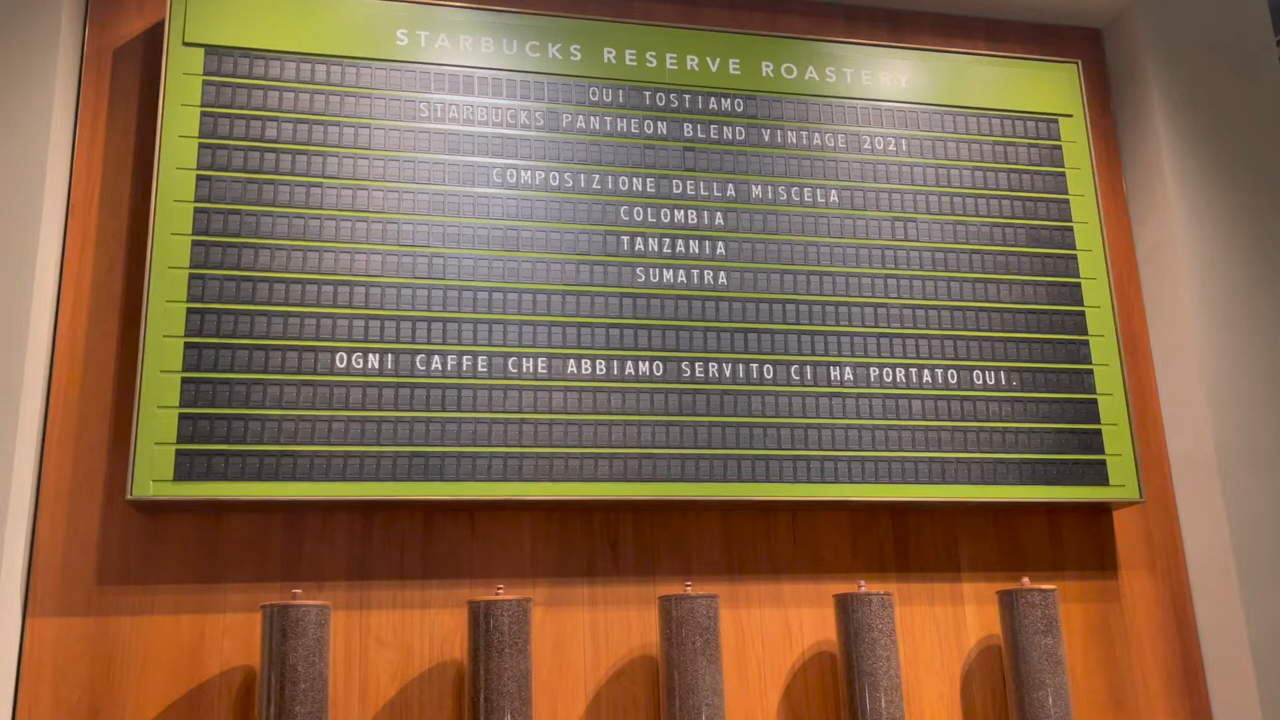 STARBUCKS RESERVE ROASTERY
QUI TOSTIAMO
STARBUCKS PANTHEON BLEND VINTAGE 2021
COMPOSIZIONE DELLA MISCELA
COLOMBIA
TANZANIA
SUMATRA
OGNI CAFFE CHE ABBIAMO SERVITO CI HA PORTATO QUI.